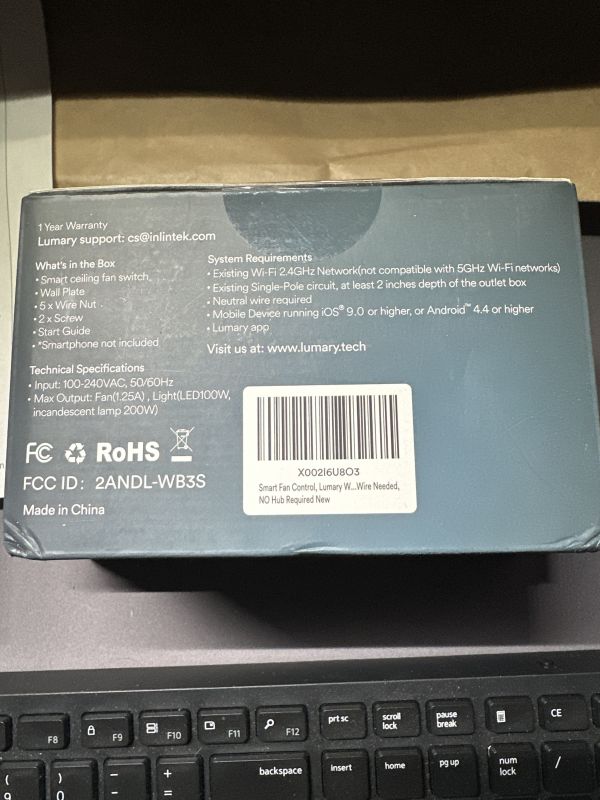 1 Year Warranty
Lumary support: cs@inlintek.com
What's in the Box
• Smart ceiling fan switch
• Wall Plate
• 5 x Wire Nut
• 2 x Screw
• Start Guide
• *Smartphone not included
Technical Specifications
• Input: 100-240VAC, 50/60Hz
• Max Output: Fan(1.25A) , Light(LED100W,
incandescent lamp 200W)
System Requirements
• Existing Wi-Fi 2.4GHz Network(not compatible with 5GHz Wi-Fi networks)
• Existing Single-Pole circuit, at least 2 inches depth of the outlet box
• Neutral wire required
• Mobile Device running iOS® 9.0 or higher, or Android™ 4.4 or higher
• Lumary app
Visit us at: www.lumary.tech
FC RoHS
FCC ID: 2ANDL-WB3S
Made in China
X002I6U8O3
Smart Fan Control, Lumary W...Wire Needed,
NO Hub Required New
F8 F9 F10 F11 F12 prt sc scroll lock pause break CE
( 9 ) 0 - - + = backspace insert home pg up num lock /